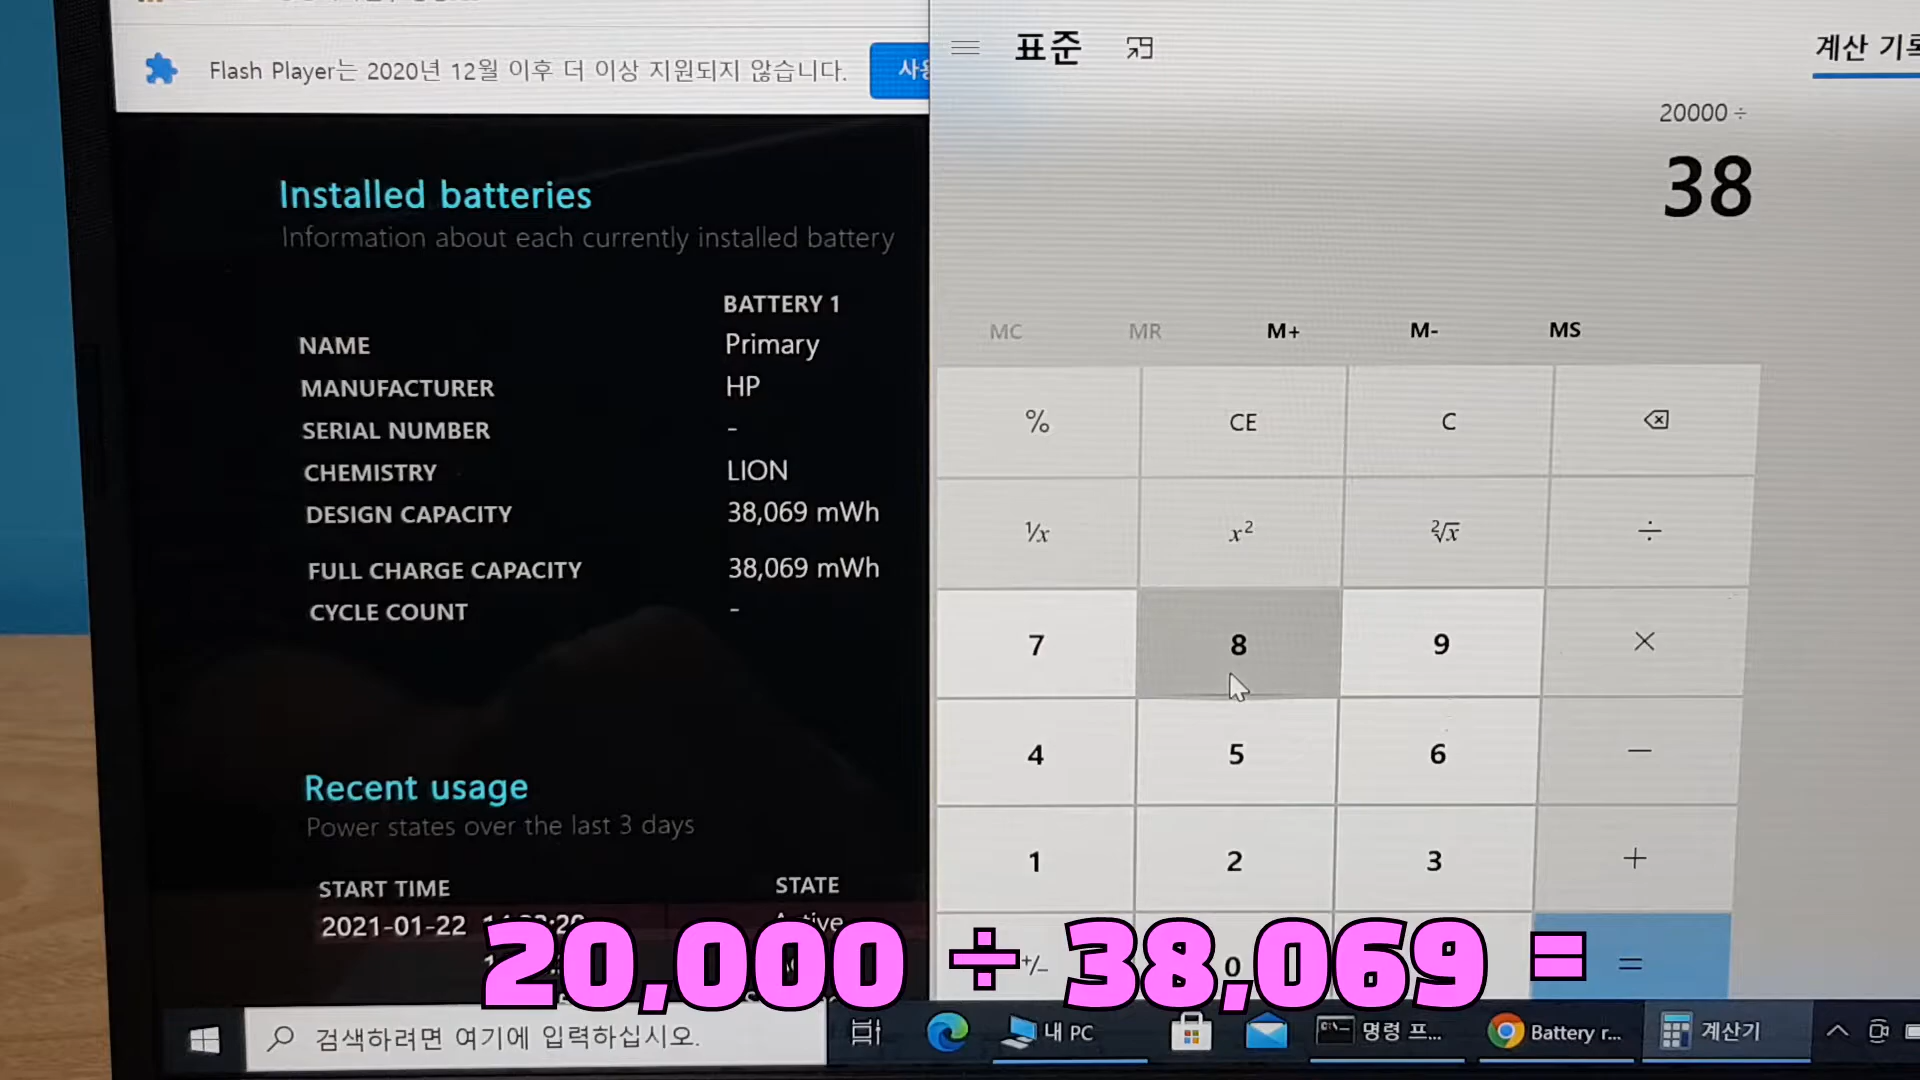 Flash Player는 2020년 12월 이후 더 이상 지원되지 않습니다.
Installed batteries
Information about each currently installed battery
BATTERY 1
NAME Primary
MANUFACTURER HP
SERIAL NUMBER -
CHEMISTRY LION
DESIGN CAPACITY 38,069 mWh
FULL CHARGE CAPACITY 38,069 mWh
CYCLE COUNT -
Recent usage
Power states over the last 3 days
START TIME STATE
2021-01-22 Active
표준
계산 기록
20000 ÷
38
MC MR M+ M- MS
% CE C
¹/x x² ²√x ÷
7 8 9 ×
4 5 6 −
1 2 3 +
+/− 0 =
20,000 ÷ 38,069 =
검색하려면 여기에 입력하십시오.
내 PC
명령 프...
Battery r...
계산기